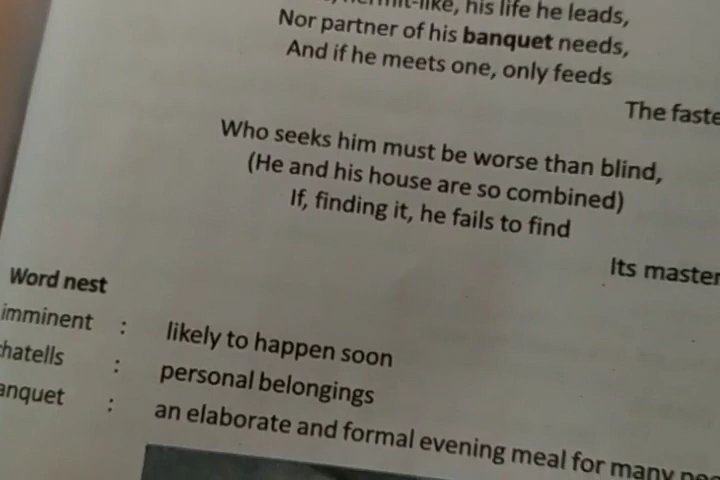 his life he leads,
Nor partner of his banquet needs,
And if he meets one, only feeds
The faste
Who seeks him must be worse than blind,
(He and his house are so combined)
If, finding it, he fails to find
Its master
Word nest
imminent : likely to happen soon
hatells : personal belongings
anquet : an elaborate and formal evening meal for many